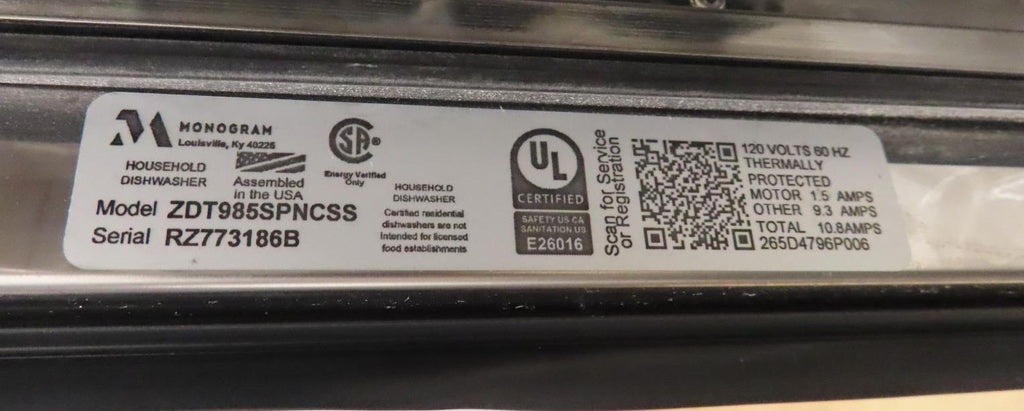 MONOGRAM
Louisville, Ky 40225
HOUSEHOLD
DISHWASHER
Assembled
in the USA
Model ZDT985SPNCSS
Serial RZ773186B
CSA®
Energy Verified
Only
HOUSEHOLD
DISHWASHER
Certified residential
dishwashers are not
intended for licensed
food establishments
UL
CERTIFIED
SAFETY US CA
SANITATION US
E26016
Scan for Service
or Registration
120 VOLTS 60 HZ
THERMALLY
PROTECTED
MOTOR 1.5 AMPS
OTHER 9.3 AMPS
TOTAL 10.8AMPS
265D4796P006